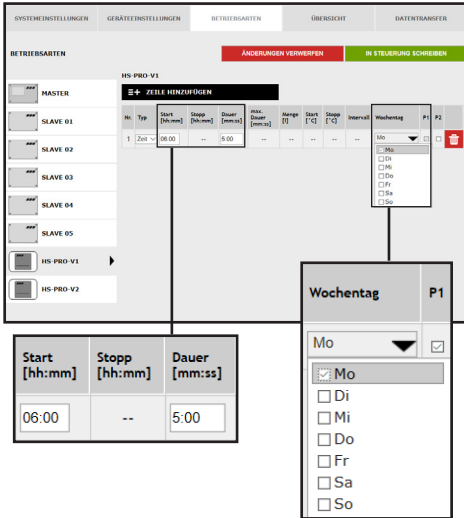 SYSTEMEINSTELLUNGEN GERÄTEEINSTELLUNGEN BETRIEBSARTEN ÜBERSICHT DATENTRANSFER
BETRIEBSARTEN ÄNDERUNGEN VERWERFEN IN STEUERUNG SCHREIBEN
HS-PRO-V1
ZEILE HINZUFÜGEN
MASTER
SLAVE 01
SLAVE 02
SLAVE 03
SLAVE 04
SLAVE 05
HS-PRO-V1
HS-PRO-V2
Nr. Typ Start [hh:mm] Stopp [hh:mm] Dauer [mm:ss] max. Dauer [mm:ss] Menge [l] Start [°C] Stopp [°C] Intervall Wochentag P1 P2
1 Zeit 06:00 -- 5:00 -- -- -- -- -- Mo
Mo
Di
Mi
Do
Fr
Sa
So
Start [hh:mm] Stopp [hh:mm] Dauer [mm:ss]
06:00 -- 5:00
Wochentag P1
Mo
Mo
Di
Mi
Do
Fr
Sa
So